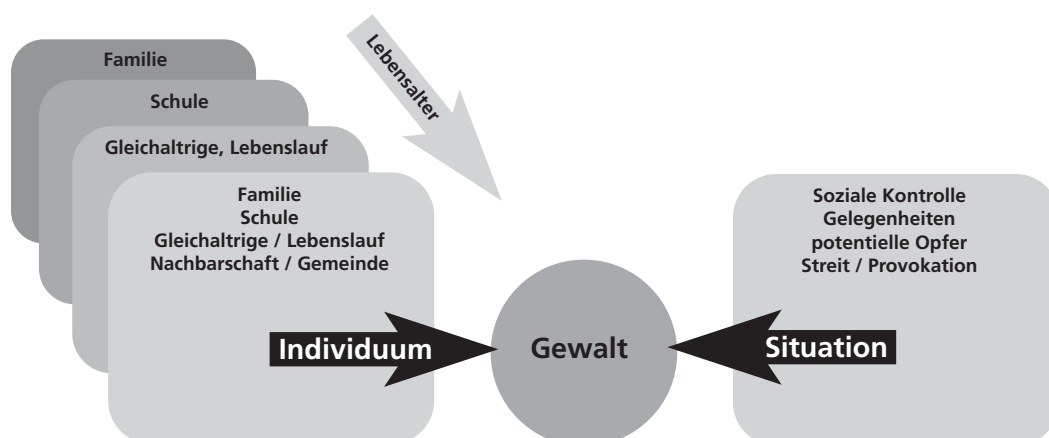 Lebensalter
Familie
Schule
Gleichaltrige, Lebenslauf
Familie
Schule
Gleichaltrige / Lebenslauf
Nachbarschaft / Gemeinde
Individuum
Gewalt
Soziale Kontrolle
Gelegenheiten
potentielle Opfer
Streit / Provokation
Situation